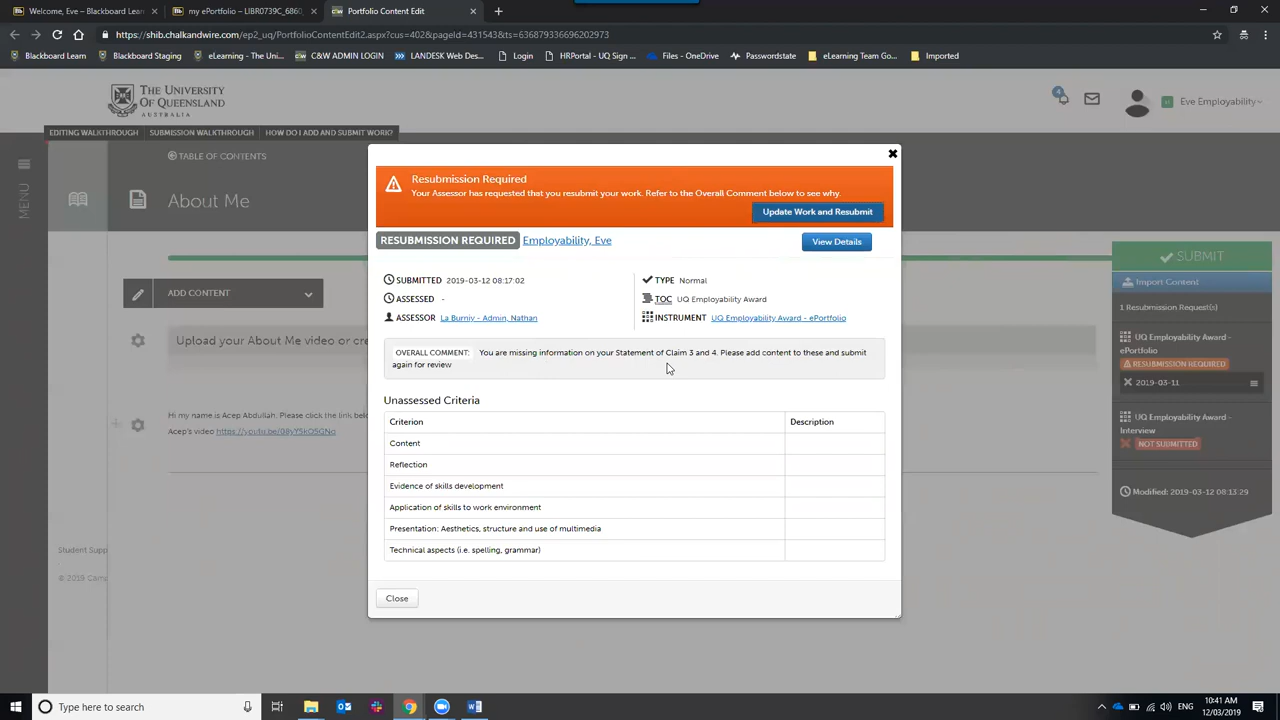 Welcome, Eve – Blackboard Lea
my ePortfolio – LIBR0739C_686(
Portfolio Content Edit
https://shib.chalkandwire.com/ep2_uq/PortfolioContentEdit2.aspx?cus=402&pageId=431543&ts=636879336696202973
Blackboard Learn
Blackboard Staging
eLearning - The Uni...
C&W ADMIN LOGIN
LANDESK Web Des...
Login
HRPortal - UQ Sign ...
Files - OneDrive
Passwordstate
eLearning Team Go...
Imported
THE UNIVERSITY
OF QUEENSLAND
AUSTRALIA
4
Eve Employability
EDITING WALKTHROUGH
SUBMISSION WALKTHROUGH
HOW DO I ADD AND SUBMIT WORK?
MENU
TABLE OF CONTENTS
About Me
ADD CONTENT
Upload your About Me video or cre
Hi my name is Acep Abdullah. Please click the link belo
Acep's video
Student Supp
© 2019 Camp
Resubmission Required
Your Assessor has requested that you resubmit your work. Refer to the Overall Comment below to see why.
Update Work and Resubmit
RESUBMISSION REQUIRED Employability, Eve
View Details
SUBMITTED 2019-03-12 08:17:02
ASSESSED -
ASSESSOR La Burniy - Admin, Nathan
TYPE Normal
TOC UQ Employability Award
INSTRUMENT UQ Employability Award - ePortfolio
OVERALL COMMENT: You are missing information on your Statement of Claim 3 and 4. Please add content to these and submit
again for review
Unassessed Criteria
Criterion Description
Content
Reflection
Evidence of skills development
Application of skills to work environment
Presentation: Aesthetics, structure and use of multimedia
Technical aspects (i.e. spelling, grammar)
Close
SUBMIT
Import Content
1 Resubmission Request(s)
UQ Employability Award -
ePortfolio
RESUBMISSION REQUIRED
2019-03-11
UQ Employability Award -
Interview
NOT SUBMITTED
Modified: 2019-03-12 08:13:29
Type here to search
ENG
10:41 AM
12/03/2019